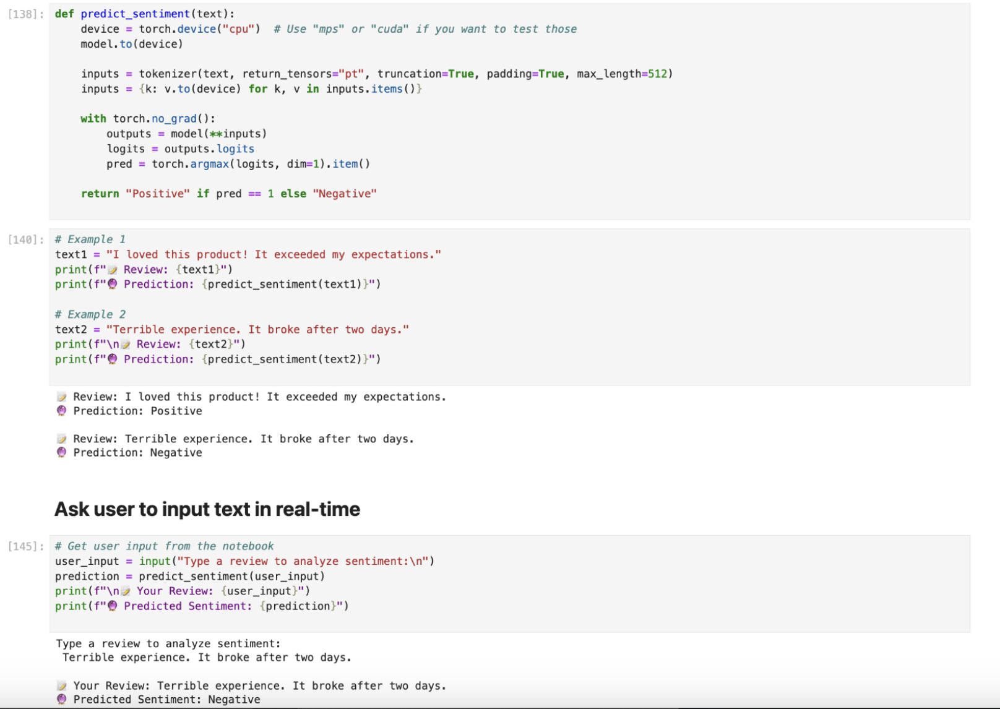 [138]: def predict_sentiment(text):
    device = torch.device("cpu")  # Use "mps" or "cuda" if you want to test those
    model.to(device)

    inputs = tokenizer(text, return_tensors="pt", truncation=True, padding=True, max_length=512)
    inputs = {k: v.to(device) for k, v in inputs.items()}

    with torch.no_grad():
        outputs = model(**inputs)
        logits = outputs.logits
        pred = torch.argmax(logits, dim=1).item()

    return "Positive" if pred == 1 else "Negative"

[140]: # Example 1
text1 = "I loved this product! It exceeded my expectations."
print(f"📝 Review: {text1}")
print(f"🔮 Prediction: {predict_sentiment(text1)}")

# Example 2
text2 = "Terrible experience. It broke after two days."
print(f"\n📝 Review: {text2}")
print(f"🔮 Prediction: {predict_sentiment(text2)}")

📝 Review: I loved this product! It exceeded my expectations.
🔮 Prediction: Positive

📝 Review: Terrible experience. It broke after two days.
🔮 Prediction: Negative

Ask user to input text in real-time

[145]: # Get user input from the notebook
user_input = input("Type a review to analyze sentiment:\n")
prediction = predict_sentiment(user_input)
print(f"\n📝 Your Review: {user_input}")
print(f"🔮 Predicted Sentiment: {prediction}")

Type a review to analyze sentiment:
 Terrible experience. It broke after two days.

📝 Your Review: Terrible experience. It broke after two days.
🔮 Predicted Sentiment: Negative